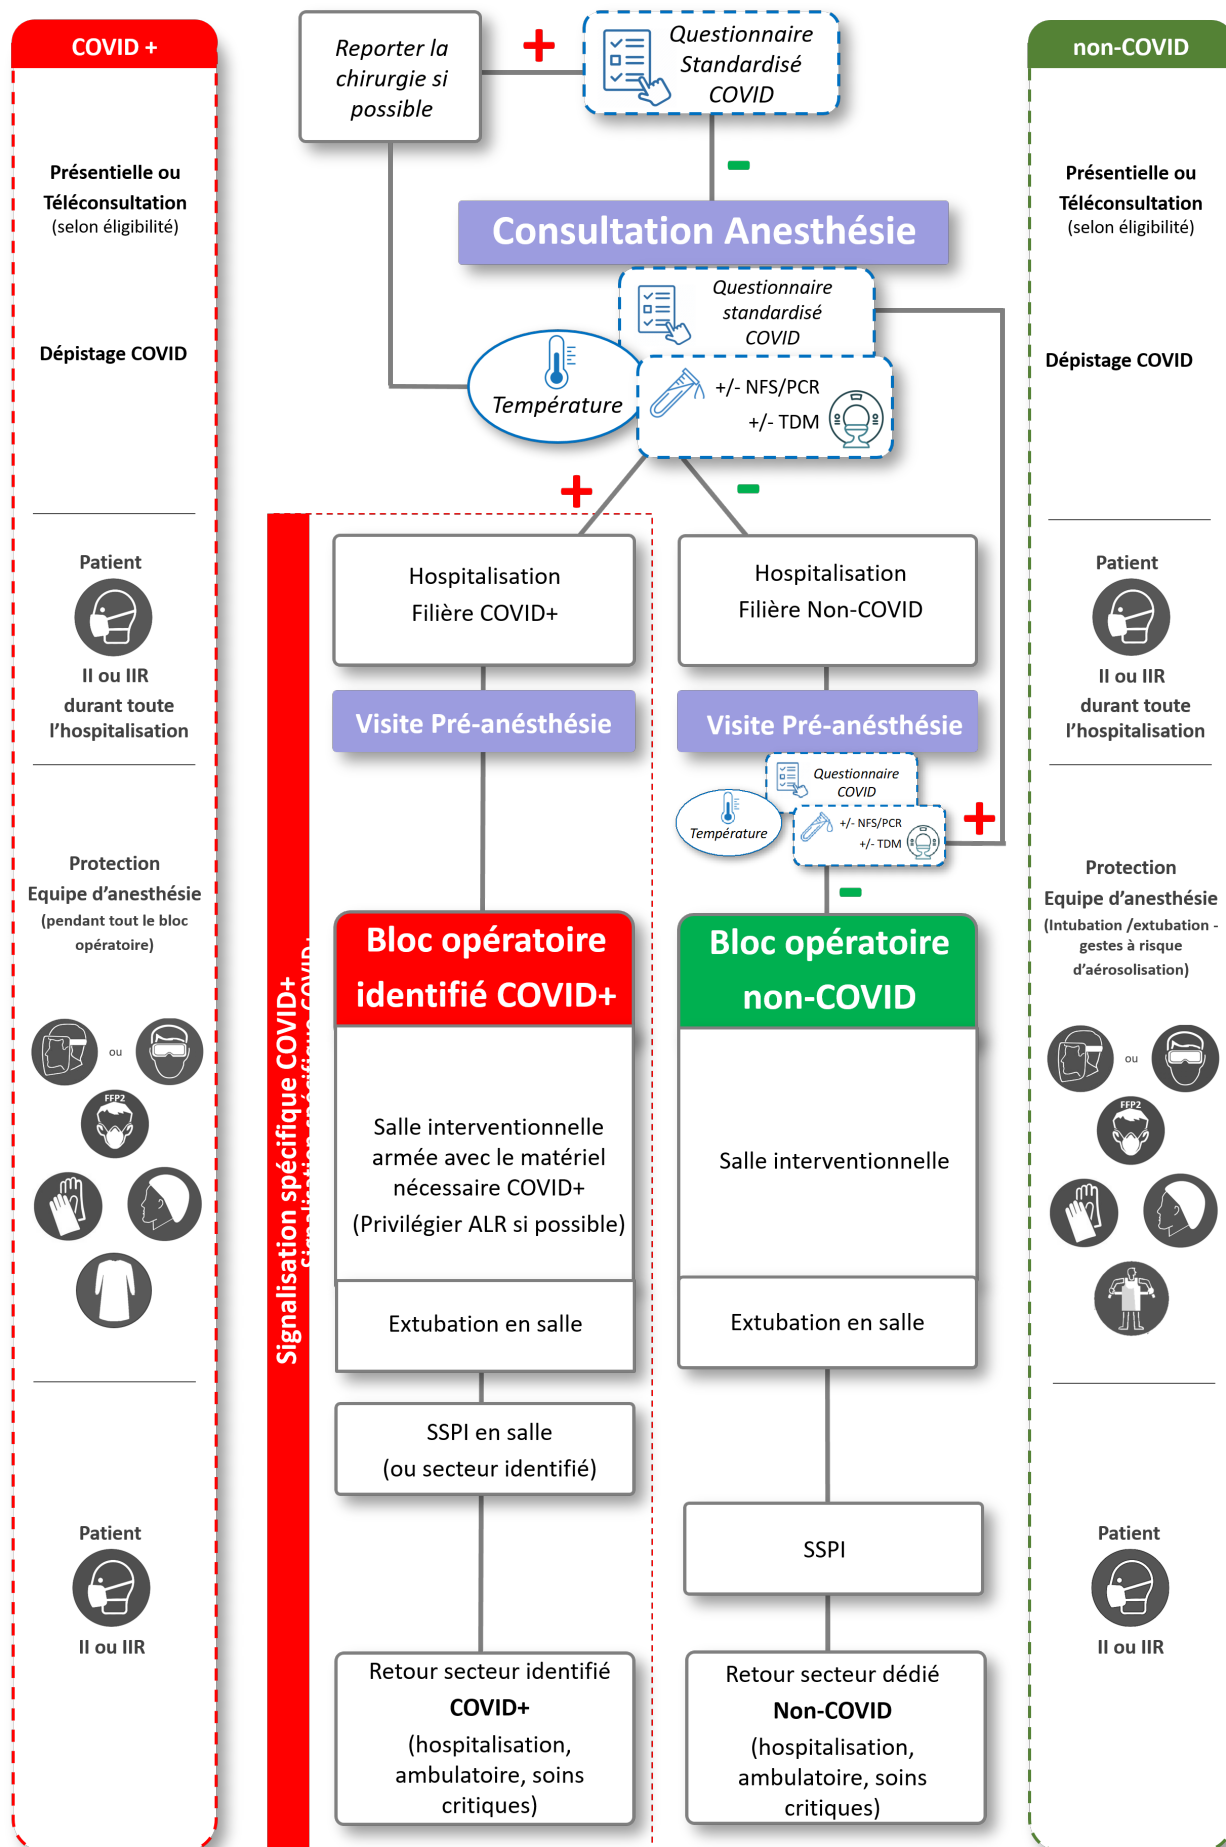 COVID +
Présentielle ou
Téléconsultation
(selon éligibilité)
Dépistage COVID
Patient
II ou IIR
durant toute
l'hospitalisation
Protection
Equipe d'anesthésie
(pendant tout le bloc
opératoire)
ou
FFP2
Patient
II ou IIR
Reporter la
chirurgie si
possible
+
Questionnaire
Standardisé
COVID
-
Consultation Anesthésie
Questionnaire
standardisé
COVID
Température
+/- NFS/PCR
+/- TDM
+
-
Signalisation spécifique COVID+
Signalisation spécifique COVID+
Hospitalisation
Filière COVID+
Visite Pré-anésthésie
Bloc opératoire
identifié COVID+
Salle interventionnelle
armée avec le matériel
nécessaire COVID+
(Privilégier ALR si possible)
Extubation en salle
SSPI en salle
(ou secteur identifié)
Retour secteur identifié
COVID+
(hospitalisation,
ambulatoire, soins
critiques)
Hospitalisation
Filière Non-COVID
Visite Pré-anésthésie
Questionnaire
COVID
Température
+/- NFS/PCR
+/- TDM
+
-
Bloc opératoire
non-COVID
Salle interventionnelle
Extubation en salle
SSPI
Retour secteur dédié
Non-COVID
(hospitalisation,
ambulatoire, soins
critiques)
non-COVID
Présentielle ou
Téléconsultation
(selon éligibilité)
Dépistage COVID
Patient
II ou IIR
durant toute
l'hospitalisation
Protection
Equipe d'anesthésie
(Intubation /extubation -
gestes à risque
d'aérosolisation)
ou
FFP2
Patient
II ou IIR